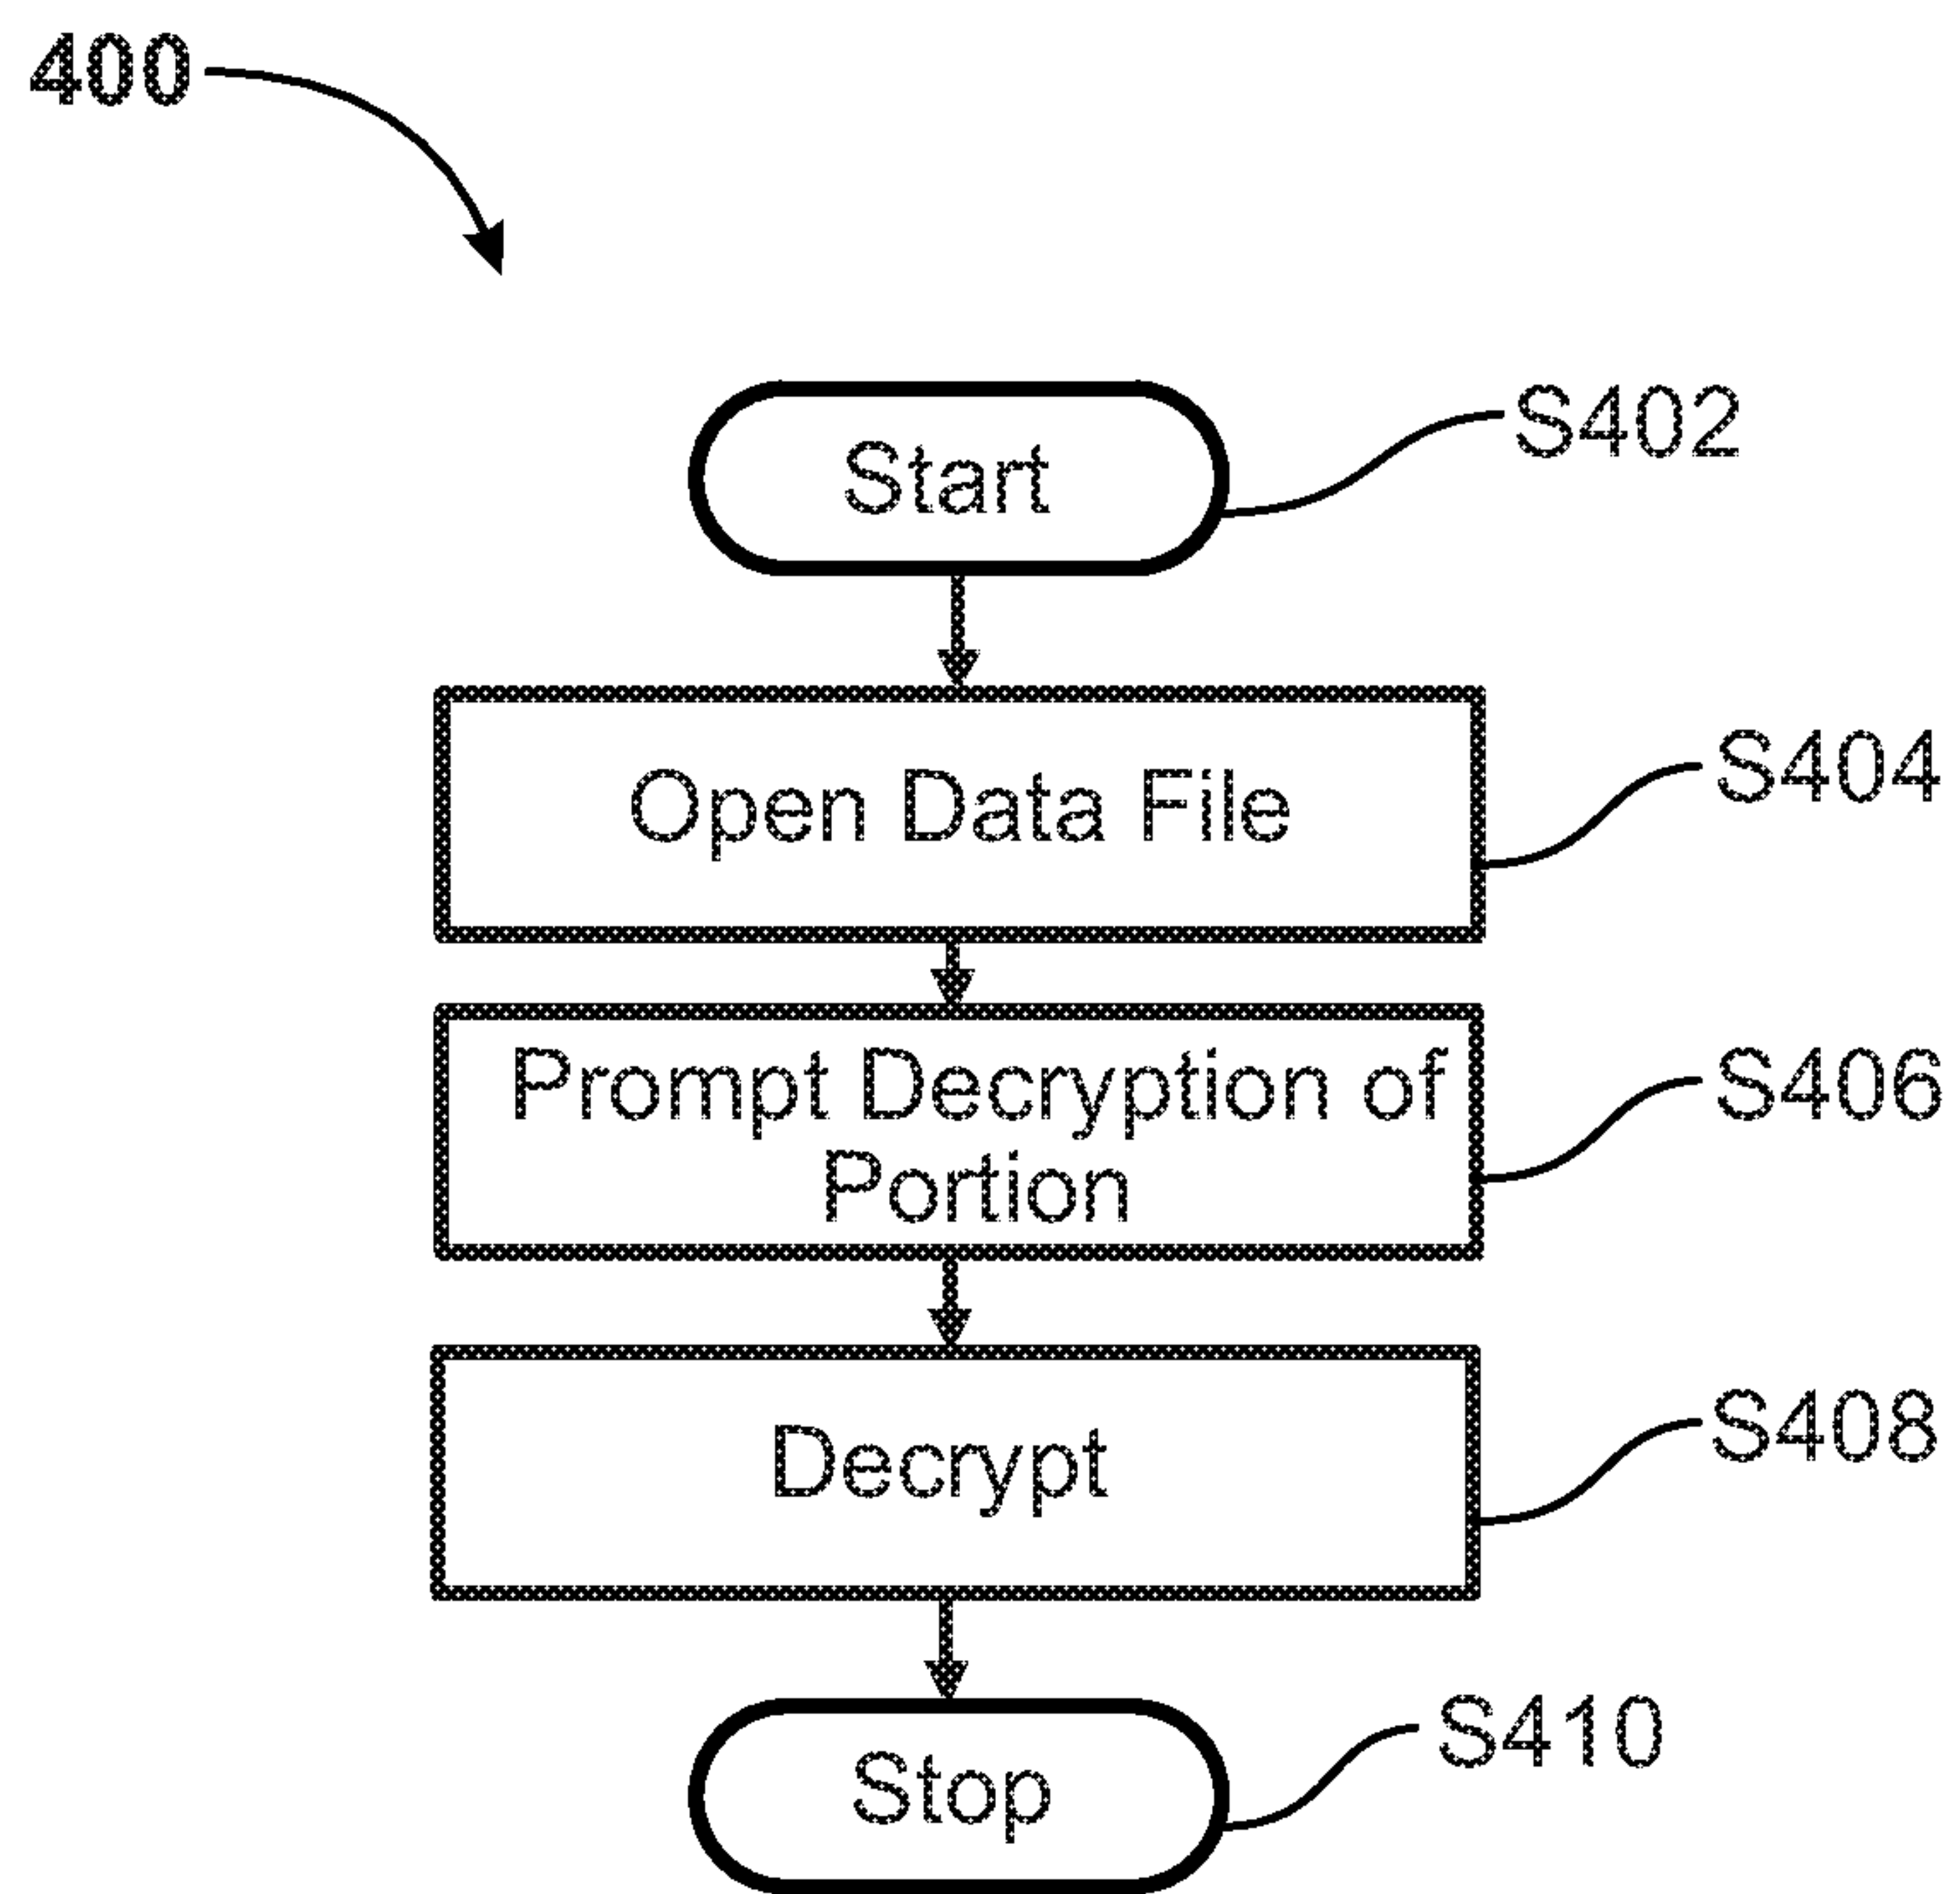 400
Start
S402
Open Data File
S404
Prompt Decryption of
Portion
S406
Decrypt
S408
Stop
S410